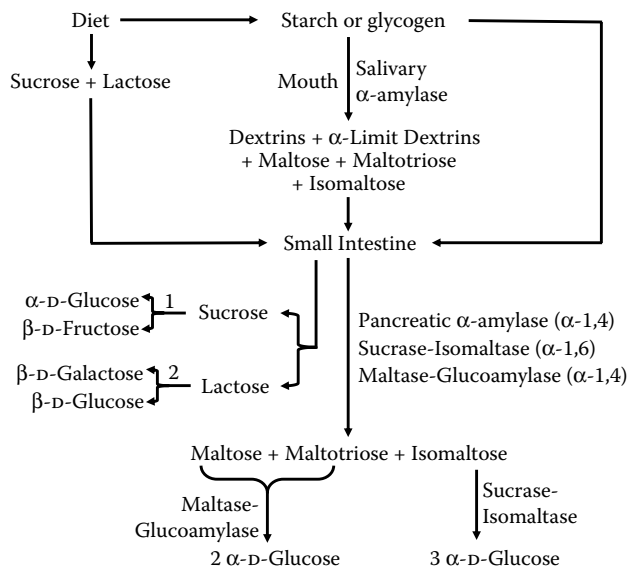 Diet
Starch or glycogen
Sucrose + Lactose
Mouth
Salivary
α-amylase
Dextrins + α-Limit Dextrins
+ Maltose + Maltotriose
+ Isomaltose
Small Intestine
α-D-Glucose
β-D-Fructose
1
Sucrose
β-D-Galactose
β-D-Glucose
2
Lactose
Pancreatic α-amylase (α-1,4)
Sucrase-Isomaltase (α-1,6)
Maltase-Glucoamylase (α-1,4)
Maltose + Maltotriose + Isomaltose
Maltase-
Glucoamylase
Sucrase-
Isomaltase
2 α-D-Glucose
3 α-D-Glucose